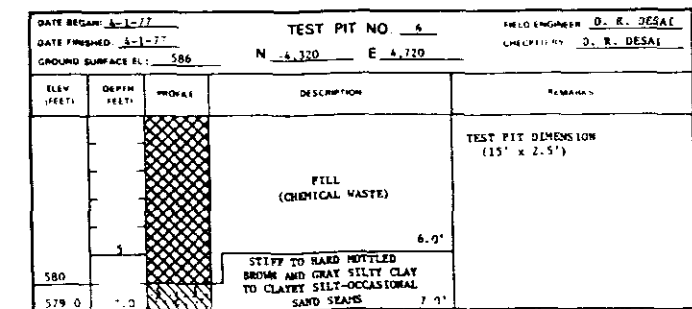 DATE BEGAN: 4-1-77
TEST PIT NO. 4
FIELD ENGINEER D. R. DESAI
DATE FINISHED: 4-1-77
CHECKED BY D. R. DESAI
GROUND SURFACE EL: 586
N 4,320 E 4,720
ELEV (FEET)
DEPTH FEET)
PROFILE
DESCRIPTION
REMARKS
TEST PIT DIMENSION
(15' x 2.5')
FILL
(CHEMICAL WASTE)
6.0'
5
STIFF TO HARD MOTTLED
580
BROWN AND GRAY SILTY CLAY
TO CLAYEY SILT-OCCASIONAL
579.0
SAND SEAMS